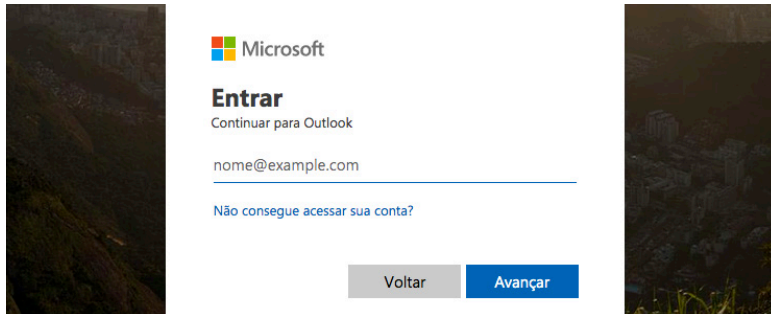 Microsoft
Entrar
Continuar para Outlook
nome@example.com
Não consegue acessar sua conta?
Voltar Avançar